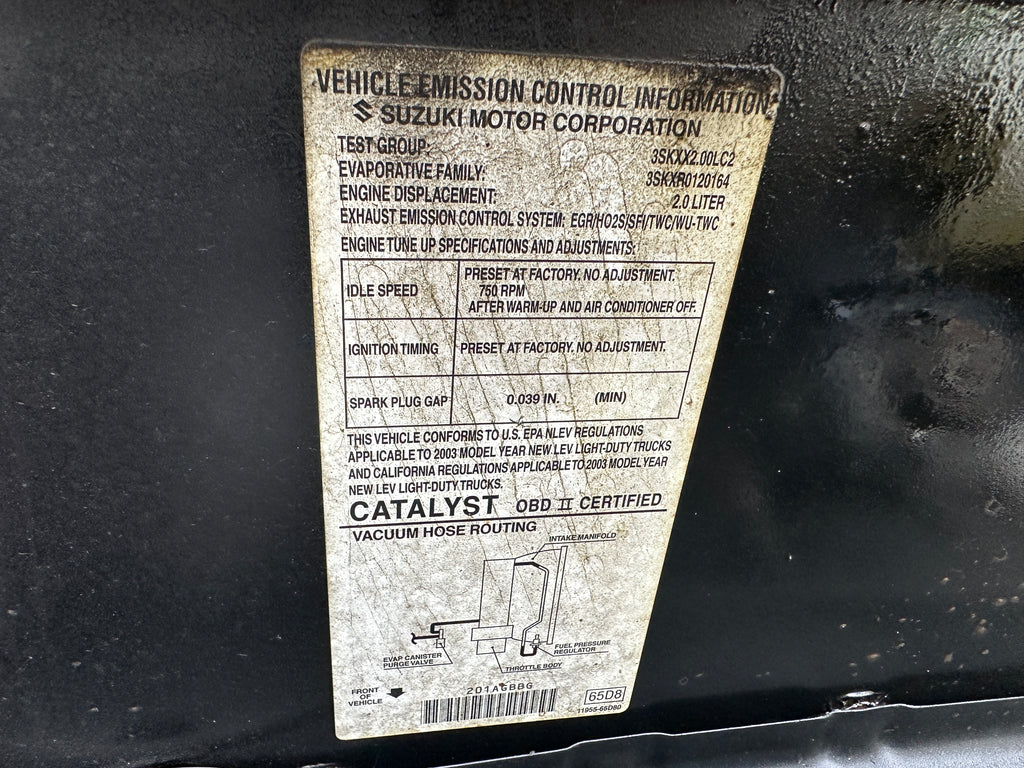 VEHICLE EMISSION CONTROL INFORMATION
SUZUKI MOTOR CORPORATION
TEST GROUP: 3SKXX2.00LC2
EVAPORATIVE FAMILY: 3SKXR0120164
ENGINE DISPLACEMENT: 2.0 LITER
EXHAUST EMISSION CONTROL SYSTEM: EGR/HO2S/SFI/TWC/WU-TWC
ENGINE TUNE UP SPECIFICATIONS AND ADJUSTMENTS:
IDLE SPEED
PRESET AT FACTORY. NO ADJUSTMENT.
750 RPM
AFTER WARM-UP AND AIR CONDITIONER OFF.
IGNITION TIMING PRESET AT FACTORY. NO ADJUSTMENT.
SPARK PLUG GAP 0.039 IN. (MIN)
THIS VEHICLE CONFORMS TO U.S. EPA NLEV REGULATIONS
APPLICABLE TO 2003 MODEL YEAR NEW LEV LIGHT-DUTY TRUCKS
AND CALIFORNIA REGULATIONS APPLICABLE TO 2003 MODEL YEAR
NEW LEV LIGHT-DUTY TRUCKS.
CATALYST OBD II CERTIFIED
VACUUM HOSE ROUTING
INTAKE MANIFOLD
FUEL PRESSURE
REGULATOR
EVAP CANISTER
PURGE VALVE
THROTTLE BODY
FRONT
OF
VEHICLE
201AGBBG
65D8
11955-65D80